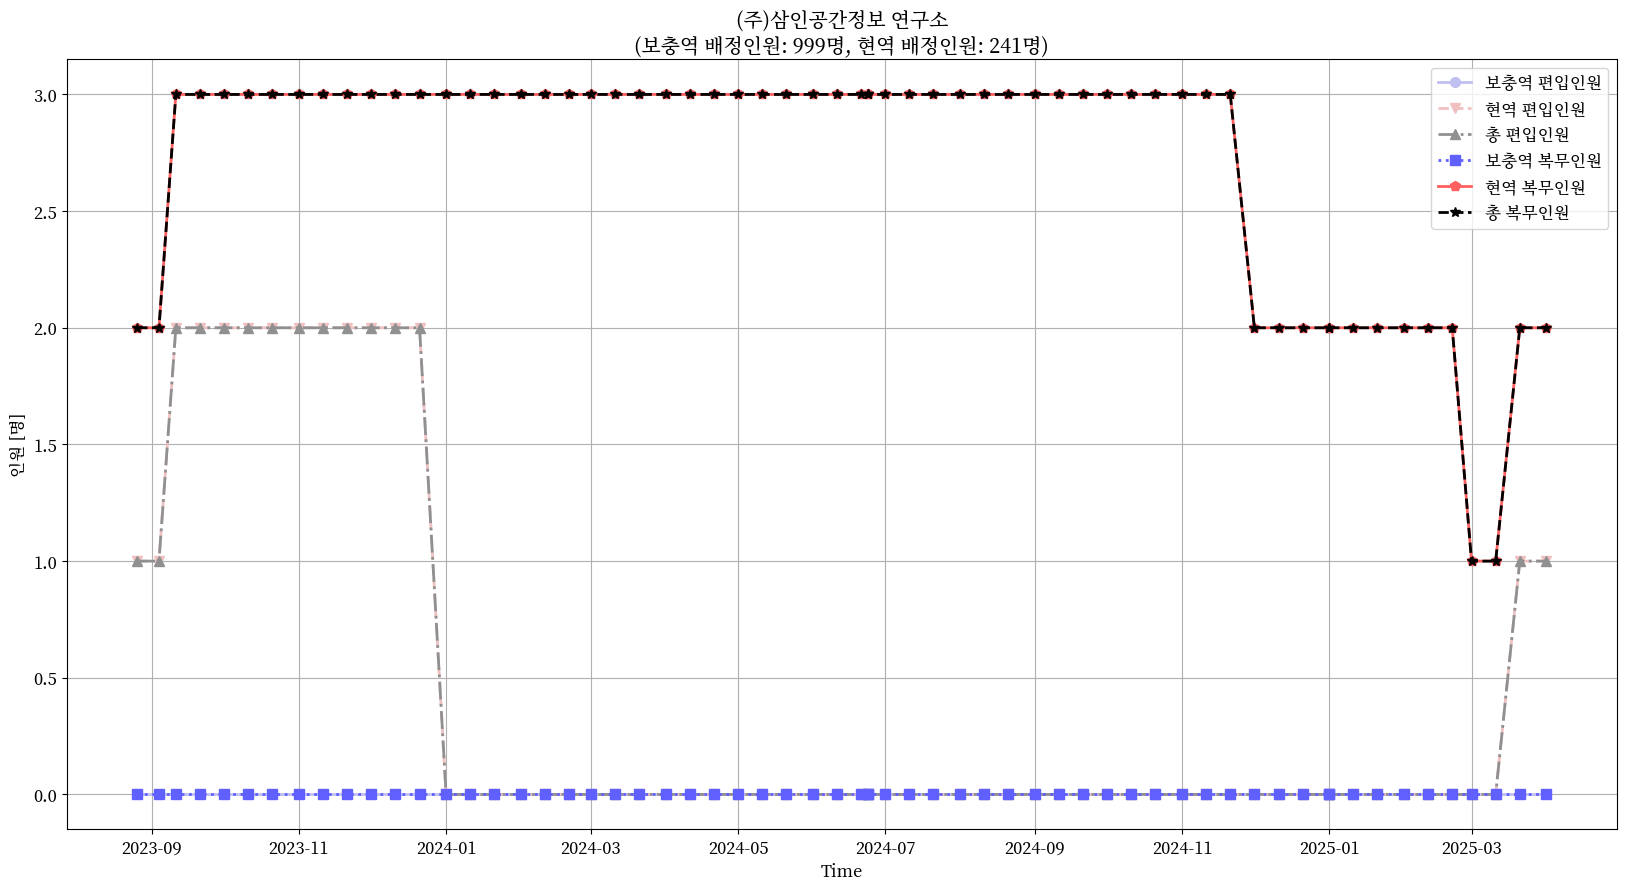 (주)삼인공간정보 연구소
(보충역 배정인원: 999명, 현역 배정인원: 241명)
3.0
2.5
2.0
1.5
1.0
0.5
0.0
인원 [명]
보충역 편입인원
현역 편입인원
총 편입인원
보충역 복무인원
현역 복무인원
총 복무인원
2023-09
2023-11
2024-01
2024-03
2024-05
2024-07
2024-09
2024-11
2025-01
2025-03
Time